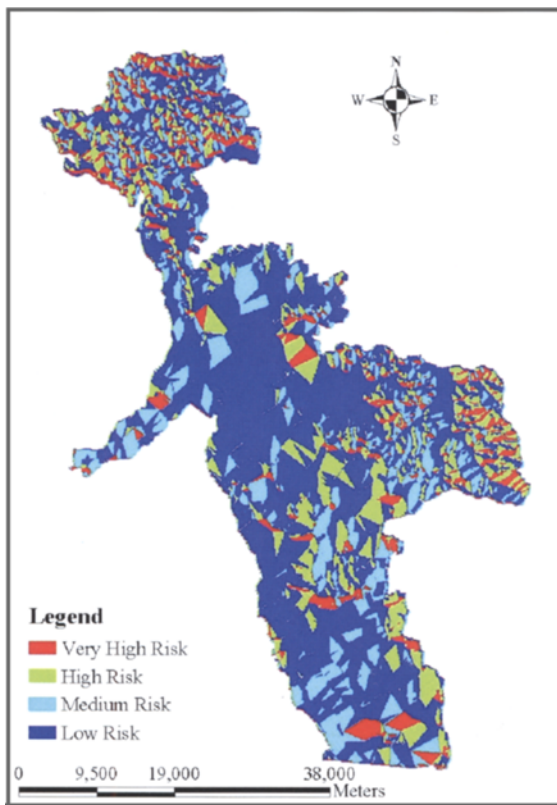 N
W E
S
Legend
Very High Risk
High Risk
Medium Risk
Low Risk
0 9,500 19,000 38,000
Meters